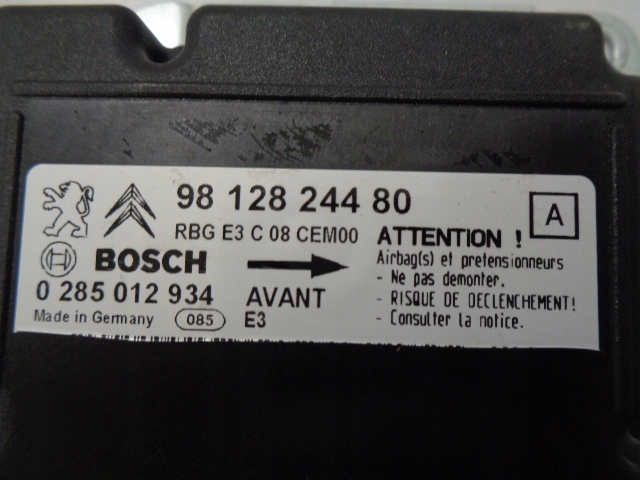 98 128 244 80
RBG E3 C 08 CEM00
BOSCH
0 285 012 934
Made in Germany
085
AVANT
E3
A
ATTENTION !
Airbag(s) et pretensionneurs
- Ne pas demonter.
- RISQUE DE DECLENCHEMENT!
- Consulter la notice.